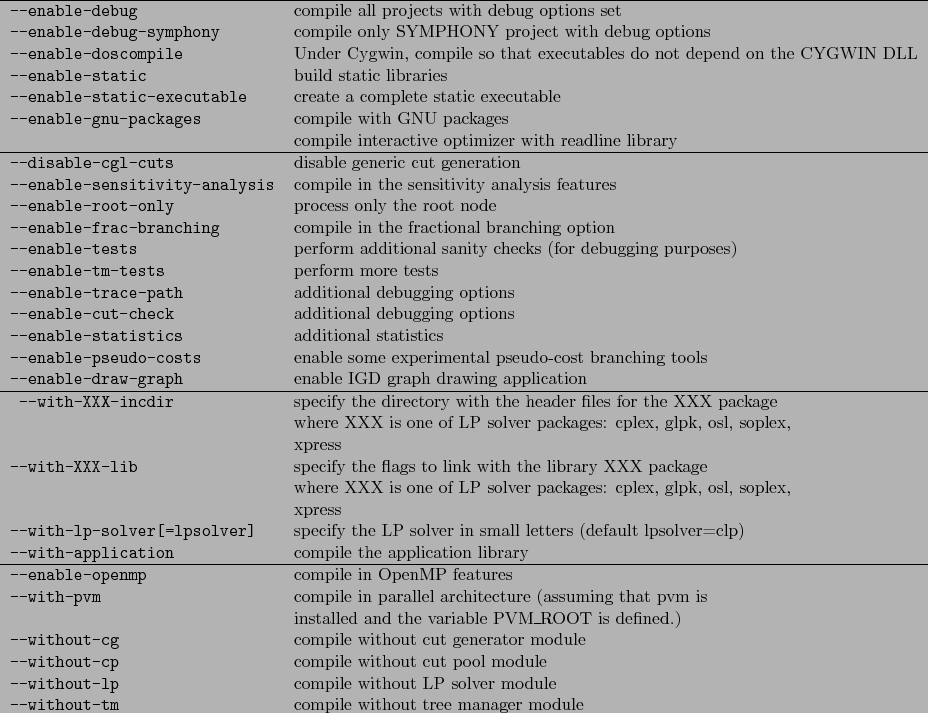 --enable-debug compile all projects with debug options set
--enable-debug-symphony compile only SYMPHONY project with debug options
--enable-doscompile Under Cygwin, compile so that executables do not depend on the CYGWIN DLL
--enable-static build static libraries
--enable-static-executable create a complete static executable
--enable-gnu-packages compile with GNU packages
compile interactive optimizer with readline library
--disable-cgl-cuts disable generic cut generation
--enable-sensitivity-analysis compile in the sensitivity analysis features
--enable-root-only process only the root node
--enable-frac-branching compile in the fractional branching option
--enable-tests perform additional sanity checks (for debugging purposes)
--enable-tm-tests perform more tests
--enable-trace-path additional debugging options
--enable-cut-check additional debugging options
--enable-statistics additional statistics
--enable-pseudo-costs enable some experimental pseudo-cost branching tools
--enable-draw-graph enable IGD graph drawing application
--with-XXX-incdir specify the directory with the header files for the XXX package
where XXX is one of LP solver packages: cplex, glpk, osl, soplex,
xpress
--with-XXX-lib specify the flags to link with the library XXX package
where XXX is one of LP solver packages: cplex, glpk, osl, soplex,
xpress
--with-lp-solver[=lpsolver] specify the LP solver in small letters (default lpsolver=clp)
--with-application compile the application library
--enable-openmp compile in OpenMP features
--with-pvm compile in parallel architecture (assuming that pvm is
installed and the variable PVM_ROOT is defined.)
--without-cg compile without cut generator module
--without-cp compile without cut pool module
--without-lp compile without LP solver module
--without-tm compile without tree manager module